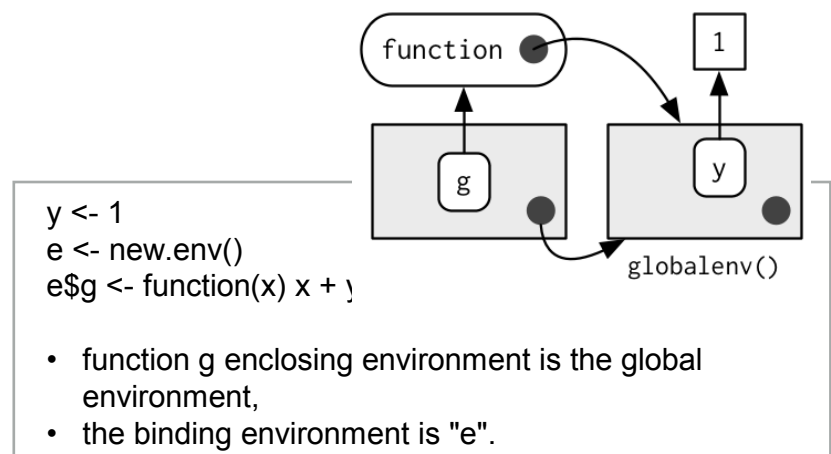 function
1
g
y
globalenv()
y <- 1
e <- new.env()
e$g <- function(x) x + y
• function g enclosing environment is the global
environment,
• the binding environment is "e".